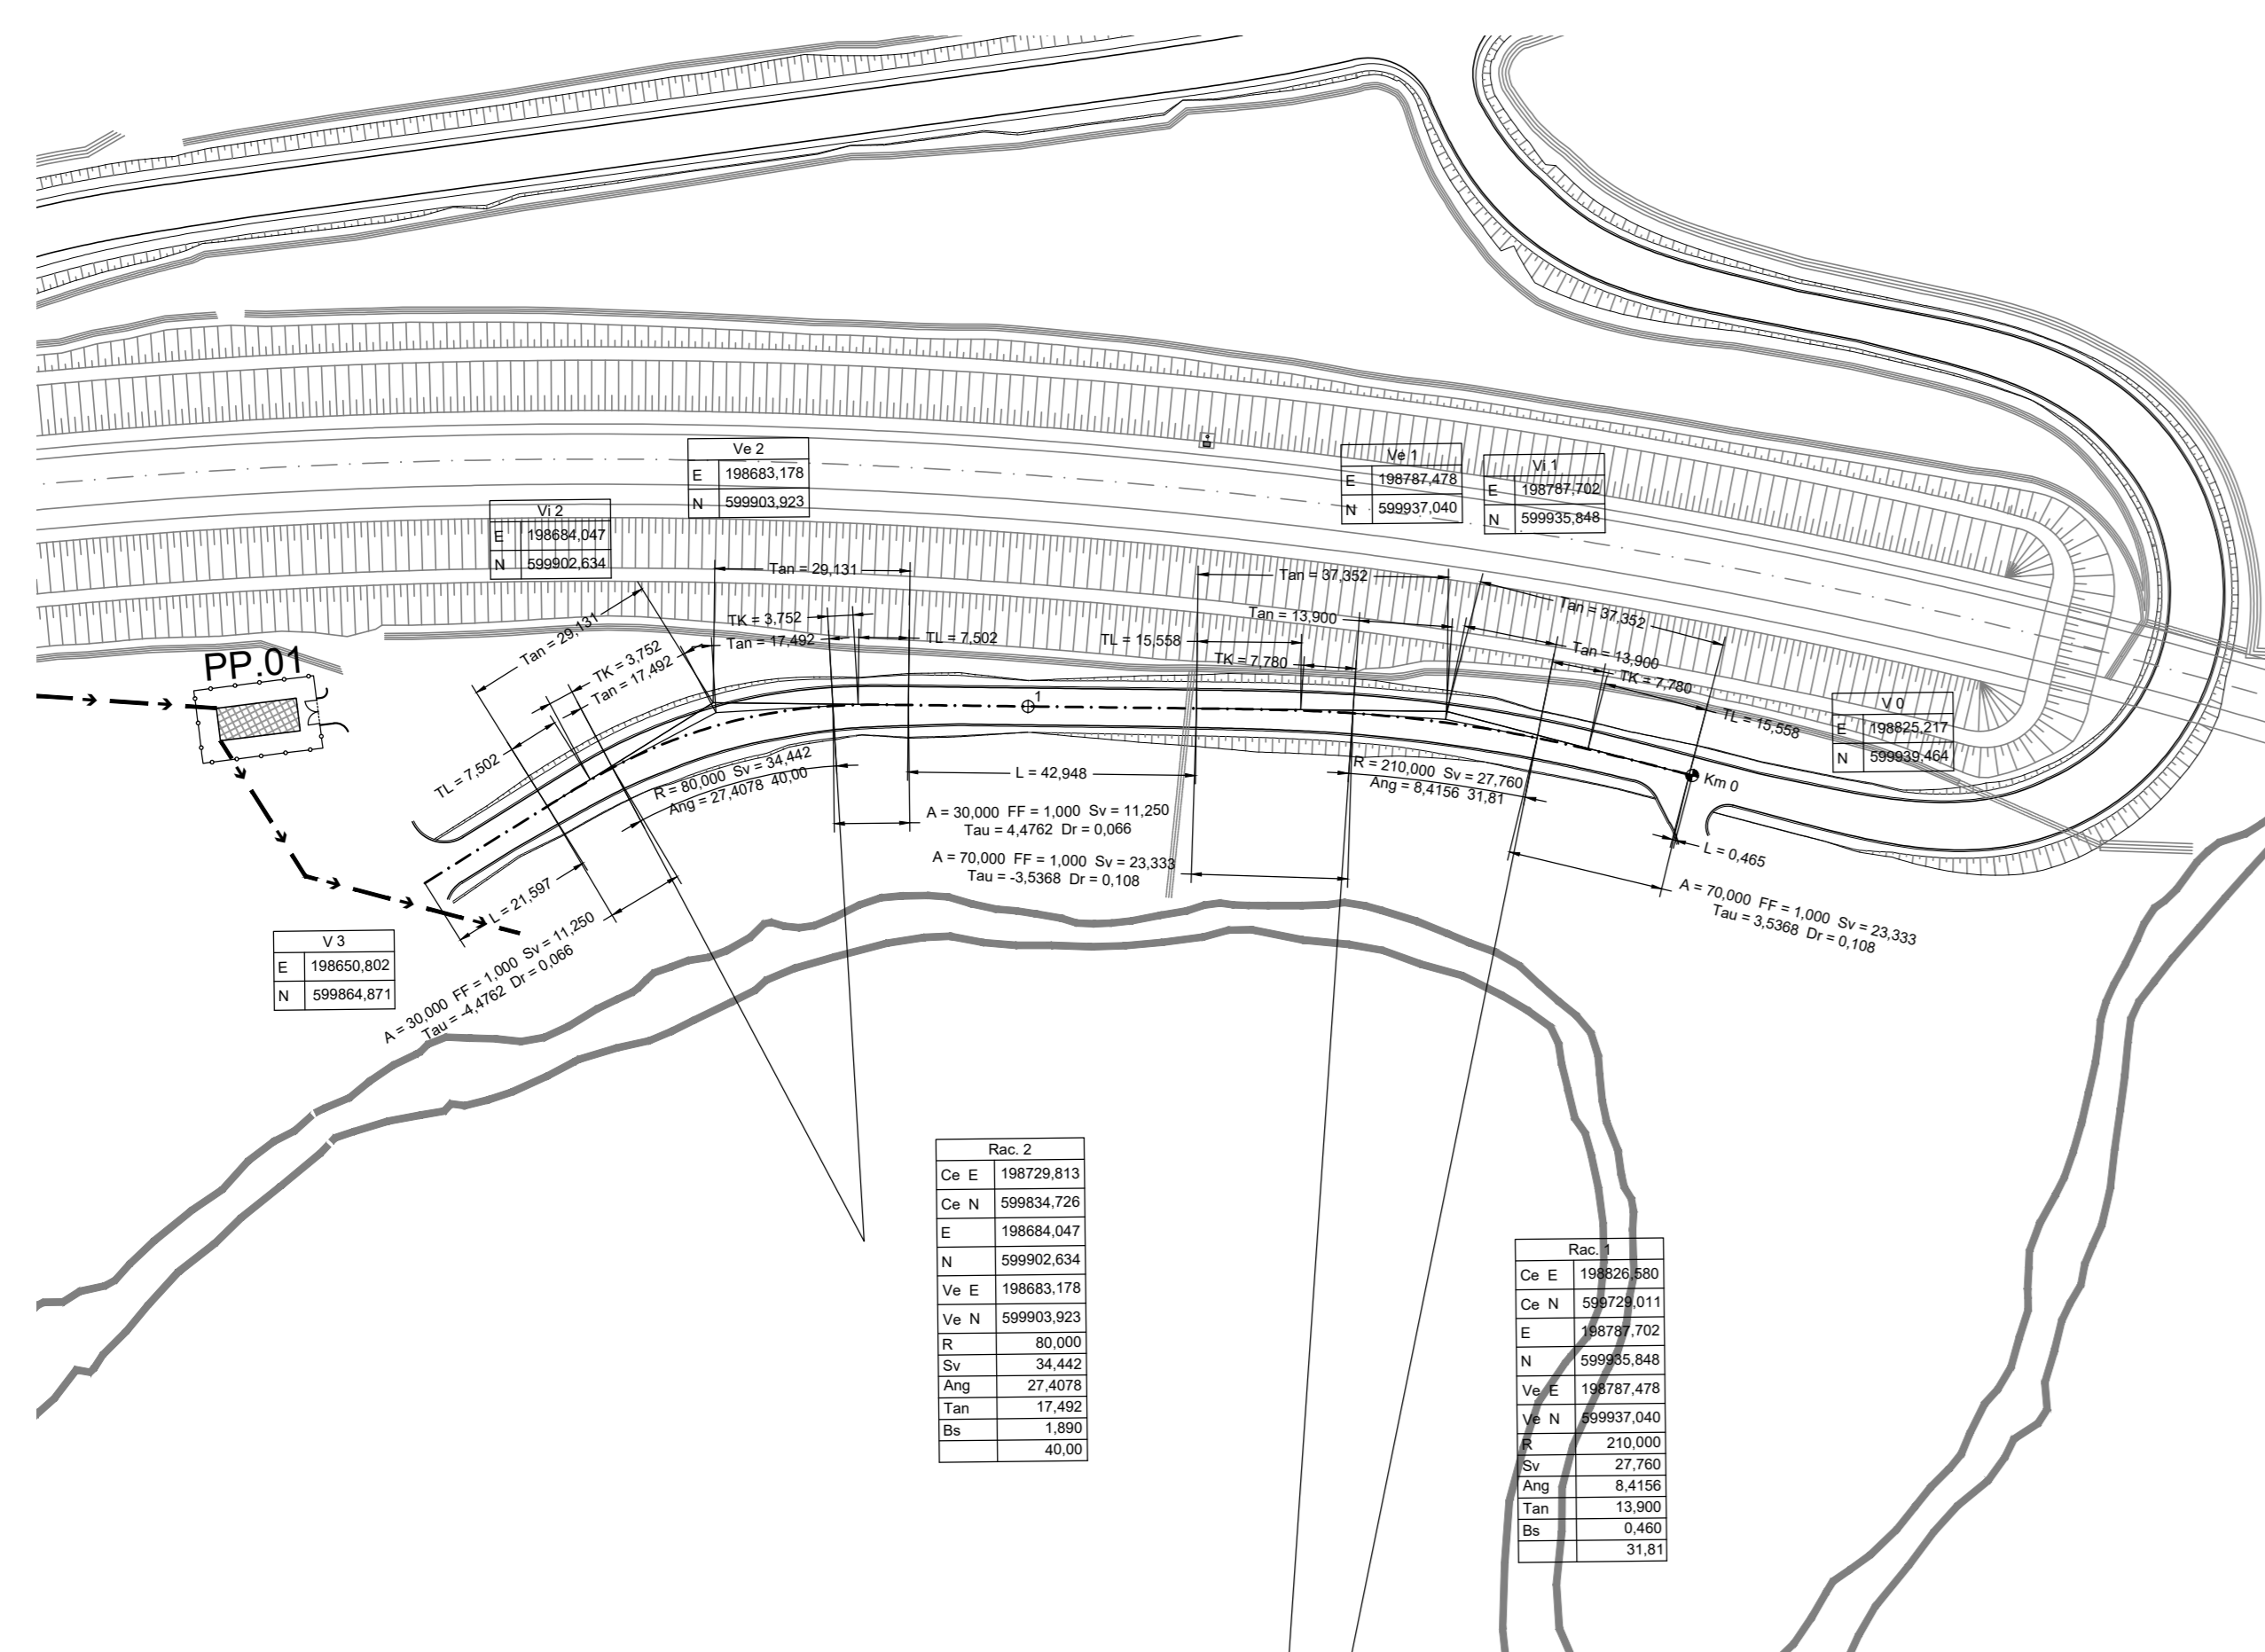 Ve 2
E 198683,178
N 599903,923
Ve 1
E 198787,478
N 599937,040
Vi 1
E 198787,702
N 599935,848
Vi 2
E 198684,047
N 599902,634
Tan = 29,131
Tan = 37,352
Tan = 29,131
TK = 3,752
Tan = 17,492
TK = 3,752
Tan = 17,492
TL = 7,502
TL = 15,558
Tan = 13,900
TK = 7,780
Tan = 37,352
Tan = 13,900
TK = 7,780
TL = 15,558
PP.01
1
V 0
E 198825,217
N 599939,464
Km 0
TL = 7,502
R = 80,000 Sv = 34,442
Ang = 27,4078 40,00
L = 42,948
R = 210,000 Sv = 27,760
Ang = 8,4156 31,81
A = 30,000 FF = 1,000 Sv = 11,250
Tau = 4,4762 Dr = 0,066
A = 70,000 FF = 1,000 Sv = 23,333
Tau = -3,5368 Dr = 0,108
L = 0,465
A = 70,000 FF = 1,000 Sv = 23,333
Tau = 3,5368 Dr = 0,108
L = 21,597
A = 30,000 FF = 1,000 Sv = 11,250
Tau = -4,4762 Dr = 0,066
V 3
E 198650,802
N 599864,871
Rac. 2
Ce E 198729,813
Ce N 599834,726
E 198684,047
N 599902,634
Ve E 198683,178
Ve N 599903,923
R 80,000
Sv 34,442
Ang 27,4078
Tan 17,492
Bs 1,890
40,00
Rac. 1
Ce E 198826,580
Ce N 599729,011
E 198787,702
N 599935,848
Ve E 198787,478
Ve N 599937,040
R 210,000
Sv 27,760
Ang 8,4156
Tan 13,900
Bs 0,460
31,81